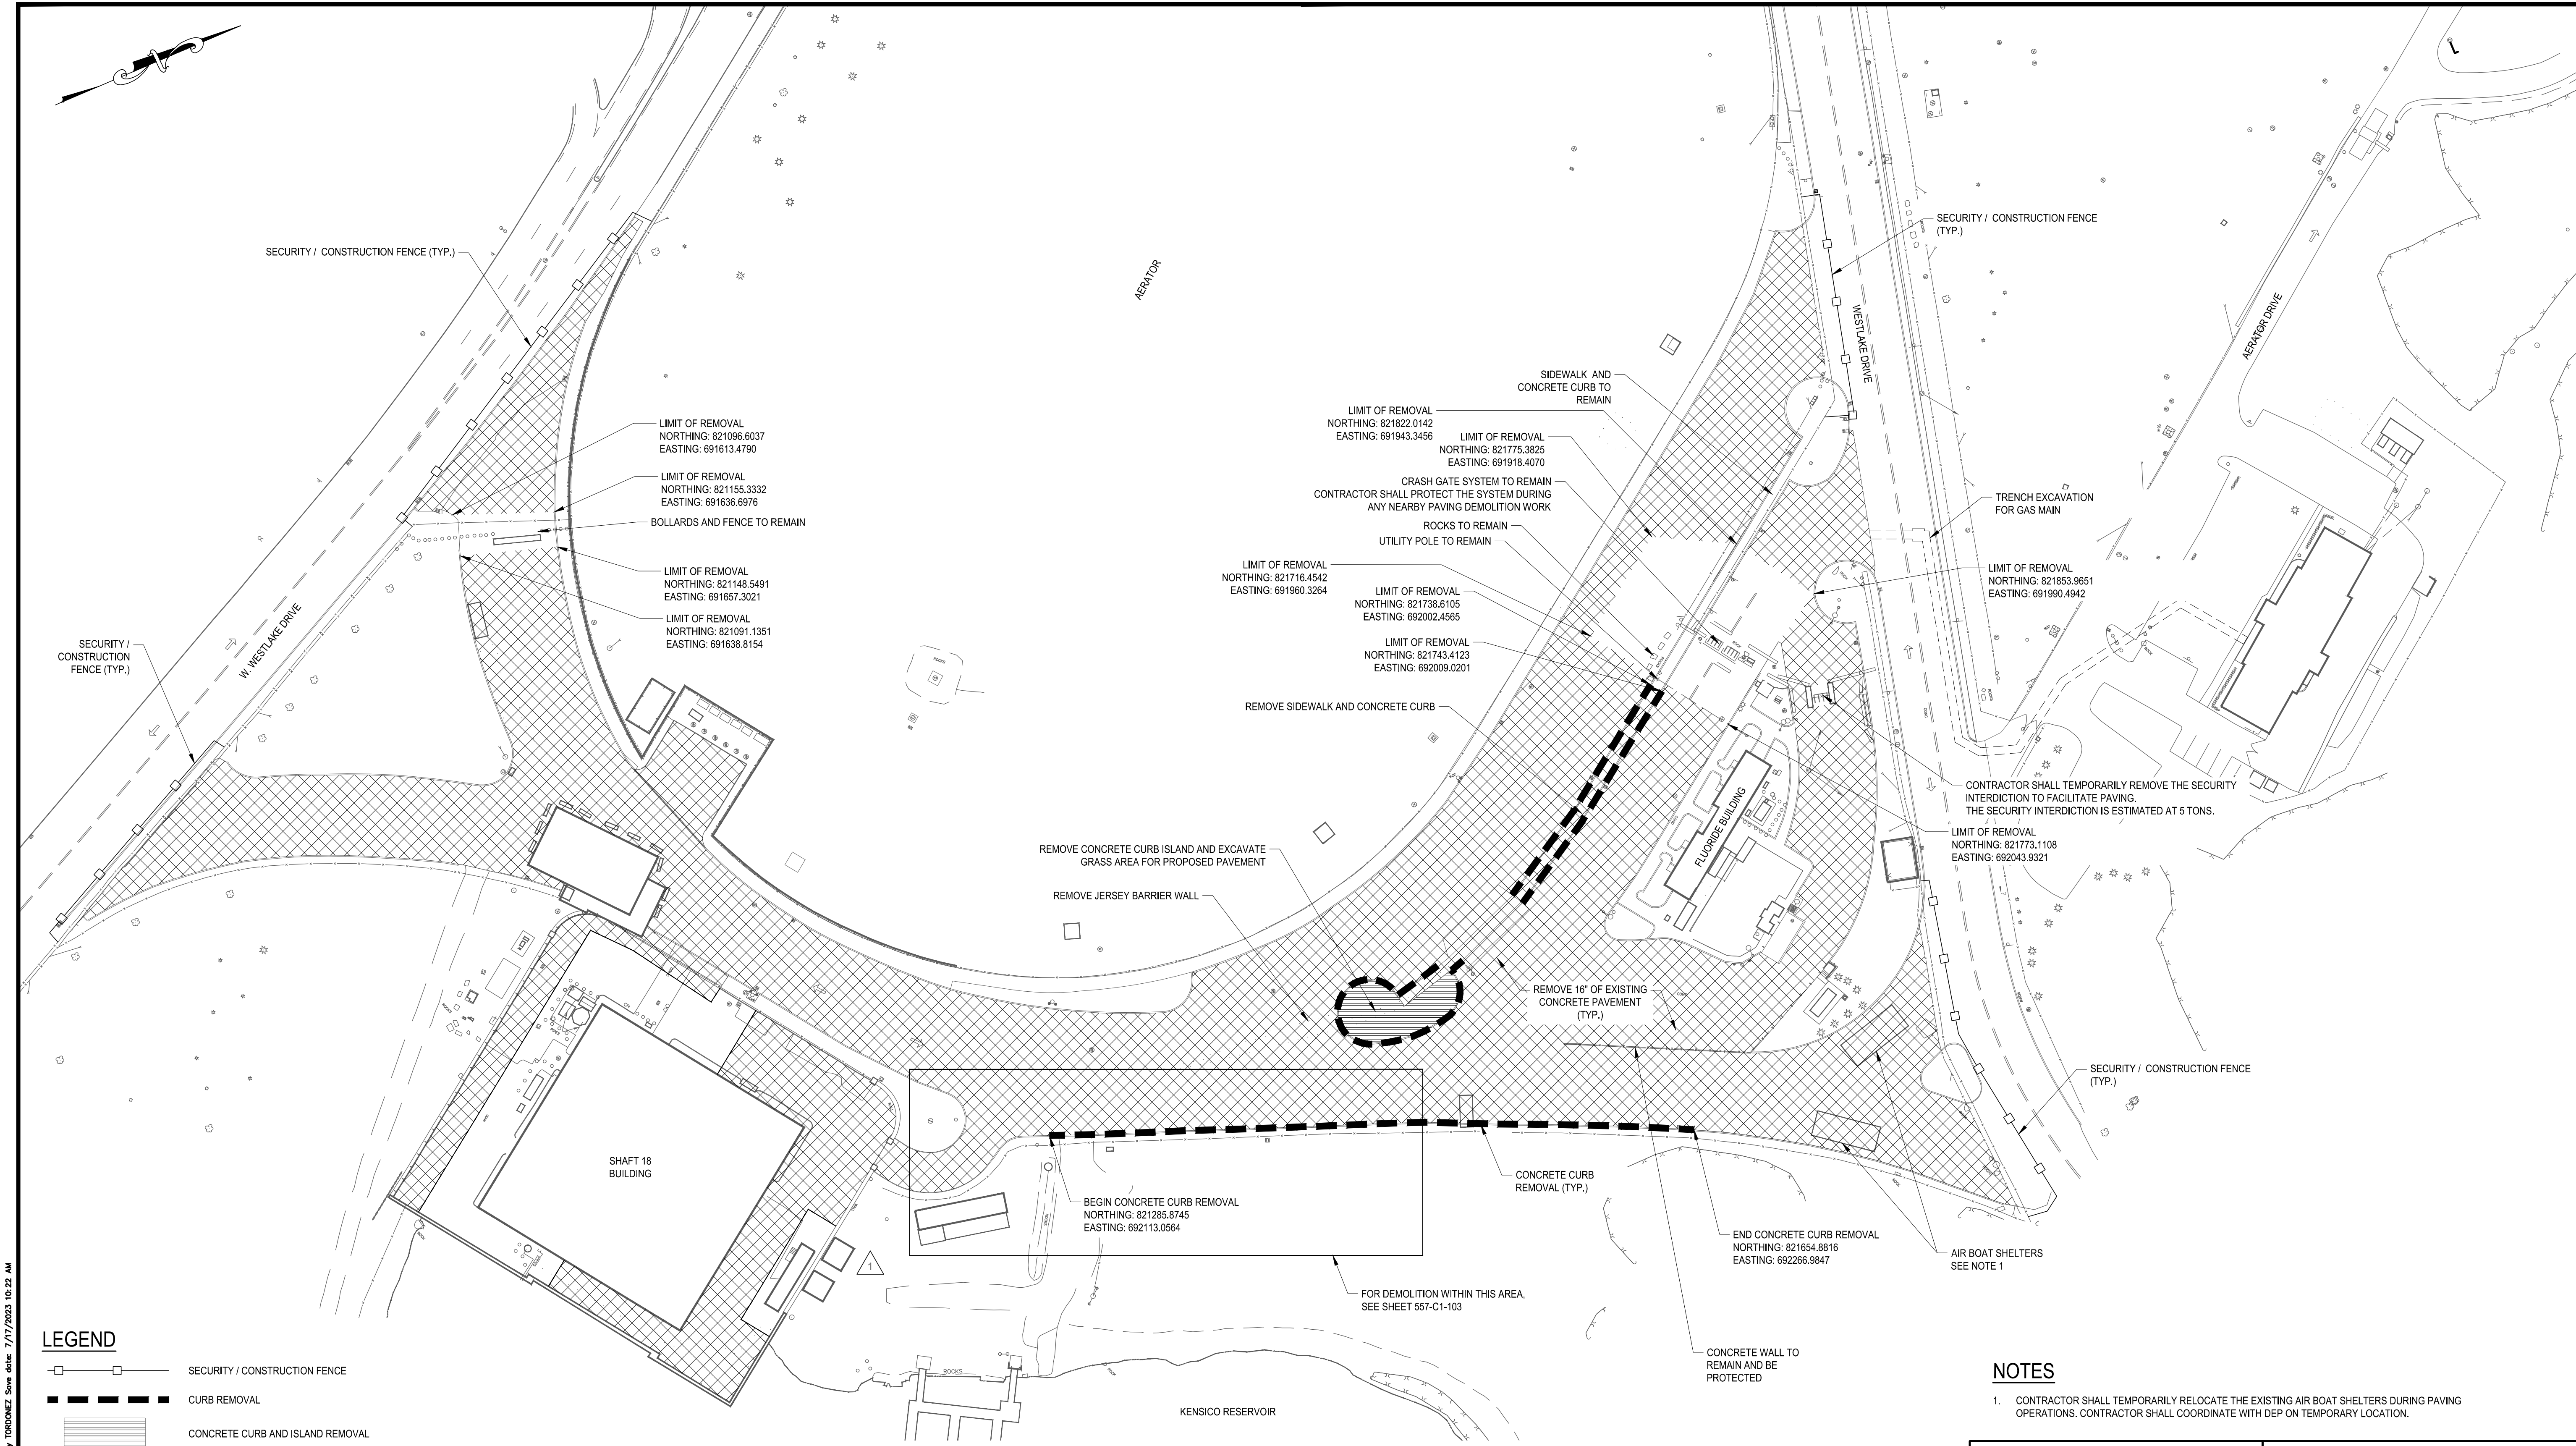 SECURITY /  CONSTRUCTION FENCE (TYP.)
AERATOR
SECURITY /  CONSTRUCTION FENCE
(TYP.)
WESTLAKE DRIVE
AERATOR DRIVE
LIMIT OF REMOVAL
NORTHING: 821096.6037
EASTING: 691613.4790
LIMIT OF REMOVAL
NORTHING: 821155.3332
EASTING: 691636.6976
BOLLARDS AND FENCE TO REMAIN
LIMIT OF REMOVAL
NORTHING: 821148.5491
EASTING: 691657.3021
LIMIT OF REMOVAL
NORTHING: 821091.1351
EASTING: 691638.8154
SECURITY /
CONSTRUCTION
FENCE (TYP.)
W. WESTLAKE DRIVE
SIDEWALK  AND
CONCRETE CURB TO
REMAIN
LIMIT OF REMOVAL
NORTHING: 821822.0142
EASTING: 691943.3456
LIMIT OF REMOVAL
NORTHING: 821775.3825
EASTING: 691918.4070
CRASH GATE SYSTEM TO REMAIN
CONTRACTOR SHALL PROTECT THE SYSTEM DURING
ANY NEARBY PAVING DEMOLITION WORK
ROCKS TO REMAIN
UTILITY POLE TO REMAIN
LIMIT OF REMOVAL
NORTHING: 821716.4542
EASTING: 691960.3264
LIMIT OF REMOVAL
NORTHING: 821738.6105
EASTING: 692002.4565
LIMIT OF REMOVAL
NORTHING: 821743.4123
EASTING: 692009.0201
REMOVE SIDEWALK AND CONCRETE CURB
TRENCH EXCAVATION
FOR GAS MAIN
LIMIT OF REMOVAL
NORTHING: 821853.9651
EASTING: 691990.4942
CONTRACTOR SHALL TEMPORARILY REMOVE THE SECURITY
INTERDICTION TO FACILITATE PAVING.
THE SECURITY INTERDICTION IS ESTIMATED AT 5 TONS.
LIMIT OF REMOVAL
NORTHING: 821773.1108
EASTING: 692043.9321
FLUORIDE BUILDING
ROCKS
REMOVE CONCRETE CURB ISLAND AND EXCAVATE
GRASS AREA FOR PROPOSED PAVEMENT
REMOVE JERSEY BARRIER WALL
REMOVE 16" OF EXISTING
CONCRETE PAVEMENT
(TYP.)
SECURITY /  CONSTRUCTION FENCE
(TYP.)
SHAFT 18
BUILDING
BEGIN CONCRETE CURB REMOVAL
NORTHING: 821285.8745
EASTING: 692113.0564
CONCRETE CURB
REMOVAL (TYP.)
END CONCRETE CURB REMOVAL
NORTHING: 821654.8816
EASTING: 692266.9847
AIR BOAT SHELTERS
SEE NOTE 1
1
FOR DEMOLITION WITHIN THIS AREA,
SEE SHEET 557-C1-103
CONCRETE WALL TO
REMAIN AND BE
PROTECTED
ROCKS
KENSICO RESERVOIR
LEGEND
SECURITY / CONSTRUCTION FENCE
CURB REMOVAL
CONCRETE CURB AND ISLAND REMOVAL
NOTES
1. CONTRACTOR SHALL TEMPORARILY RELOCATE THE EXISTING AIR BOAT SHELTERS DURING PAVING
OPERATIONS. CONTRACTOR SHALL COORDINATE WITH DEP ON TEMPORARY LOCATION.
y TORDONEZ Save date: 7/17/2023 10:22 AM